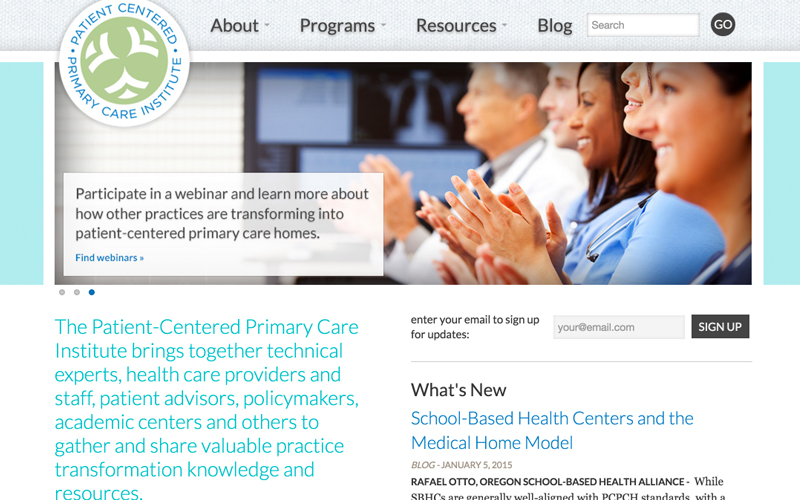 PATIENT CENTERED
PRIMARY CARE INSTITUTE
About Programs Resources Blog Search GO
Participate in a webinar and learn more about
how other practices are transforming into
patient-centered primary care homes.
Find webinars »
The Patient-Centered Primary Care
Institute brings together technical
experts, health care providers and
staff, patient advisors, policymakers,
academic centers and others to
gather and share valuable practice
transformation knowledge and
resources.
enter your email to sign up
for updates:
your@email.com SIGN UP
What's New
School-Based Health Centers and the
Medical Home Model
BLOG - JANUARY 5, 2015
RAFAEL OTTO, OREGON SCHOOL-BASED HEALTH ALLIANCE - While
SBHCs are generally well-aligned with PCPCH standards, with a